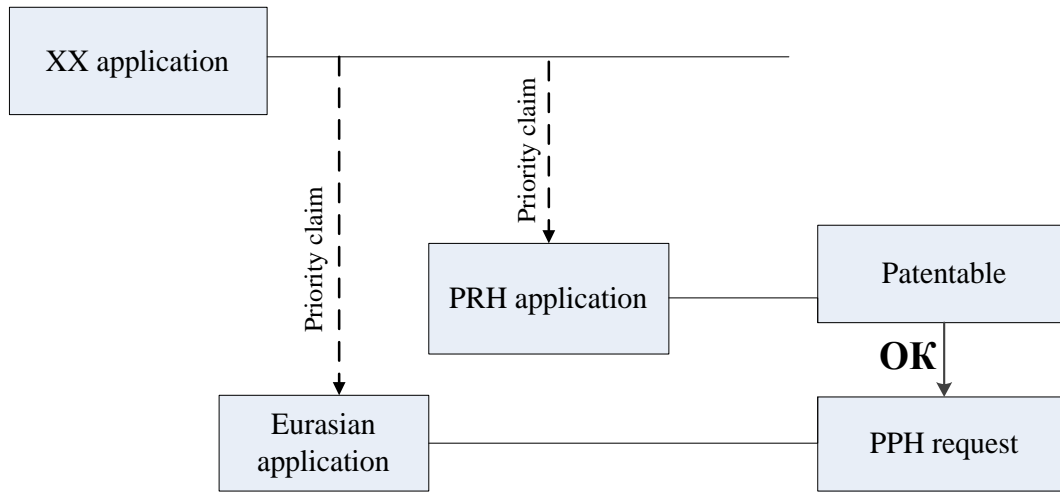 XX application
Priority claim
Priority claim
PRH application
Patentable
OK
Eurasian
application
PPH request